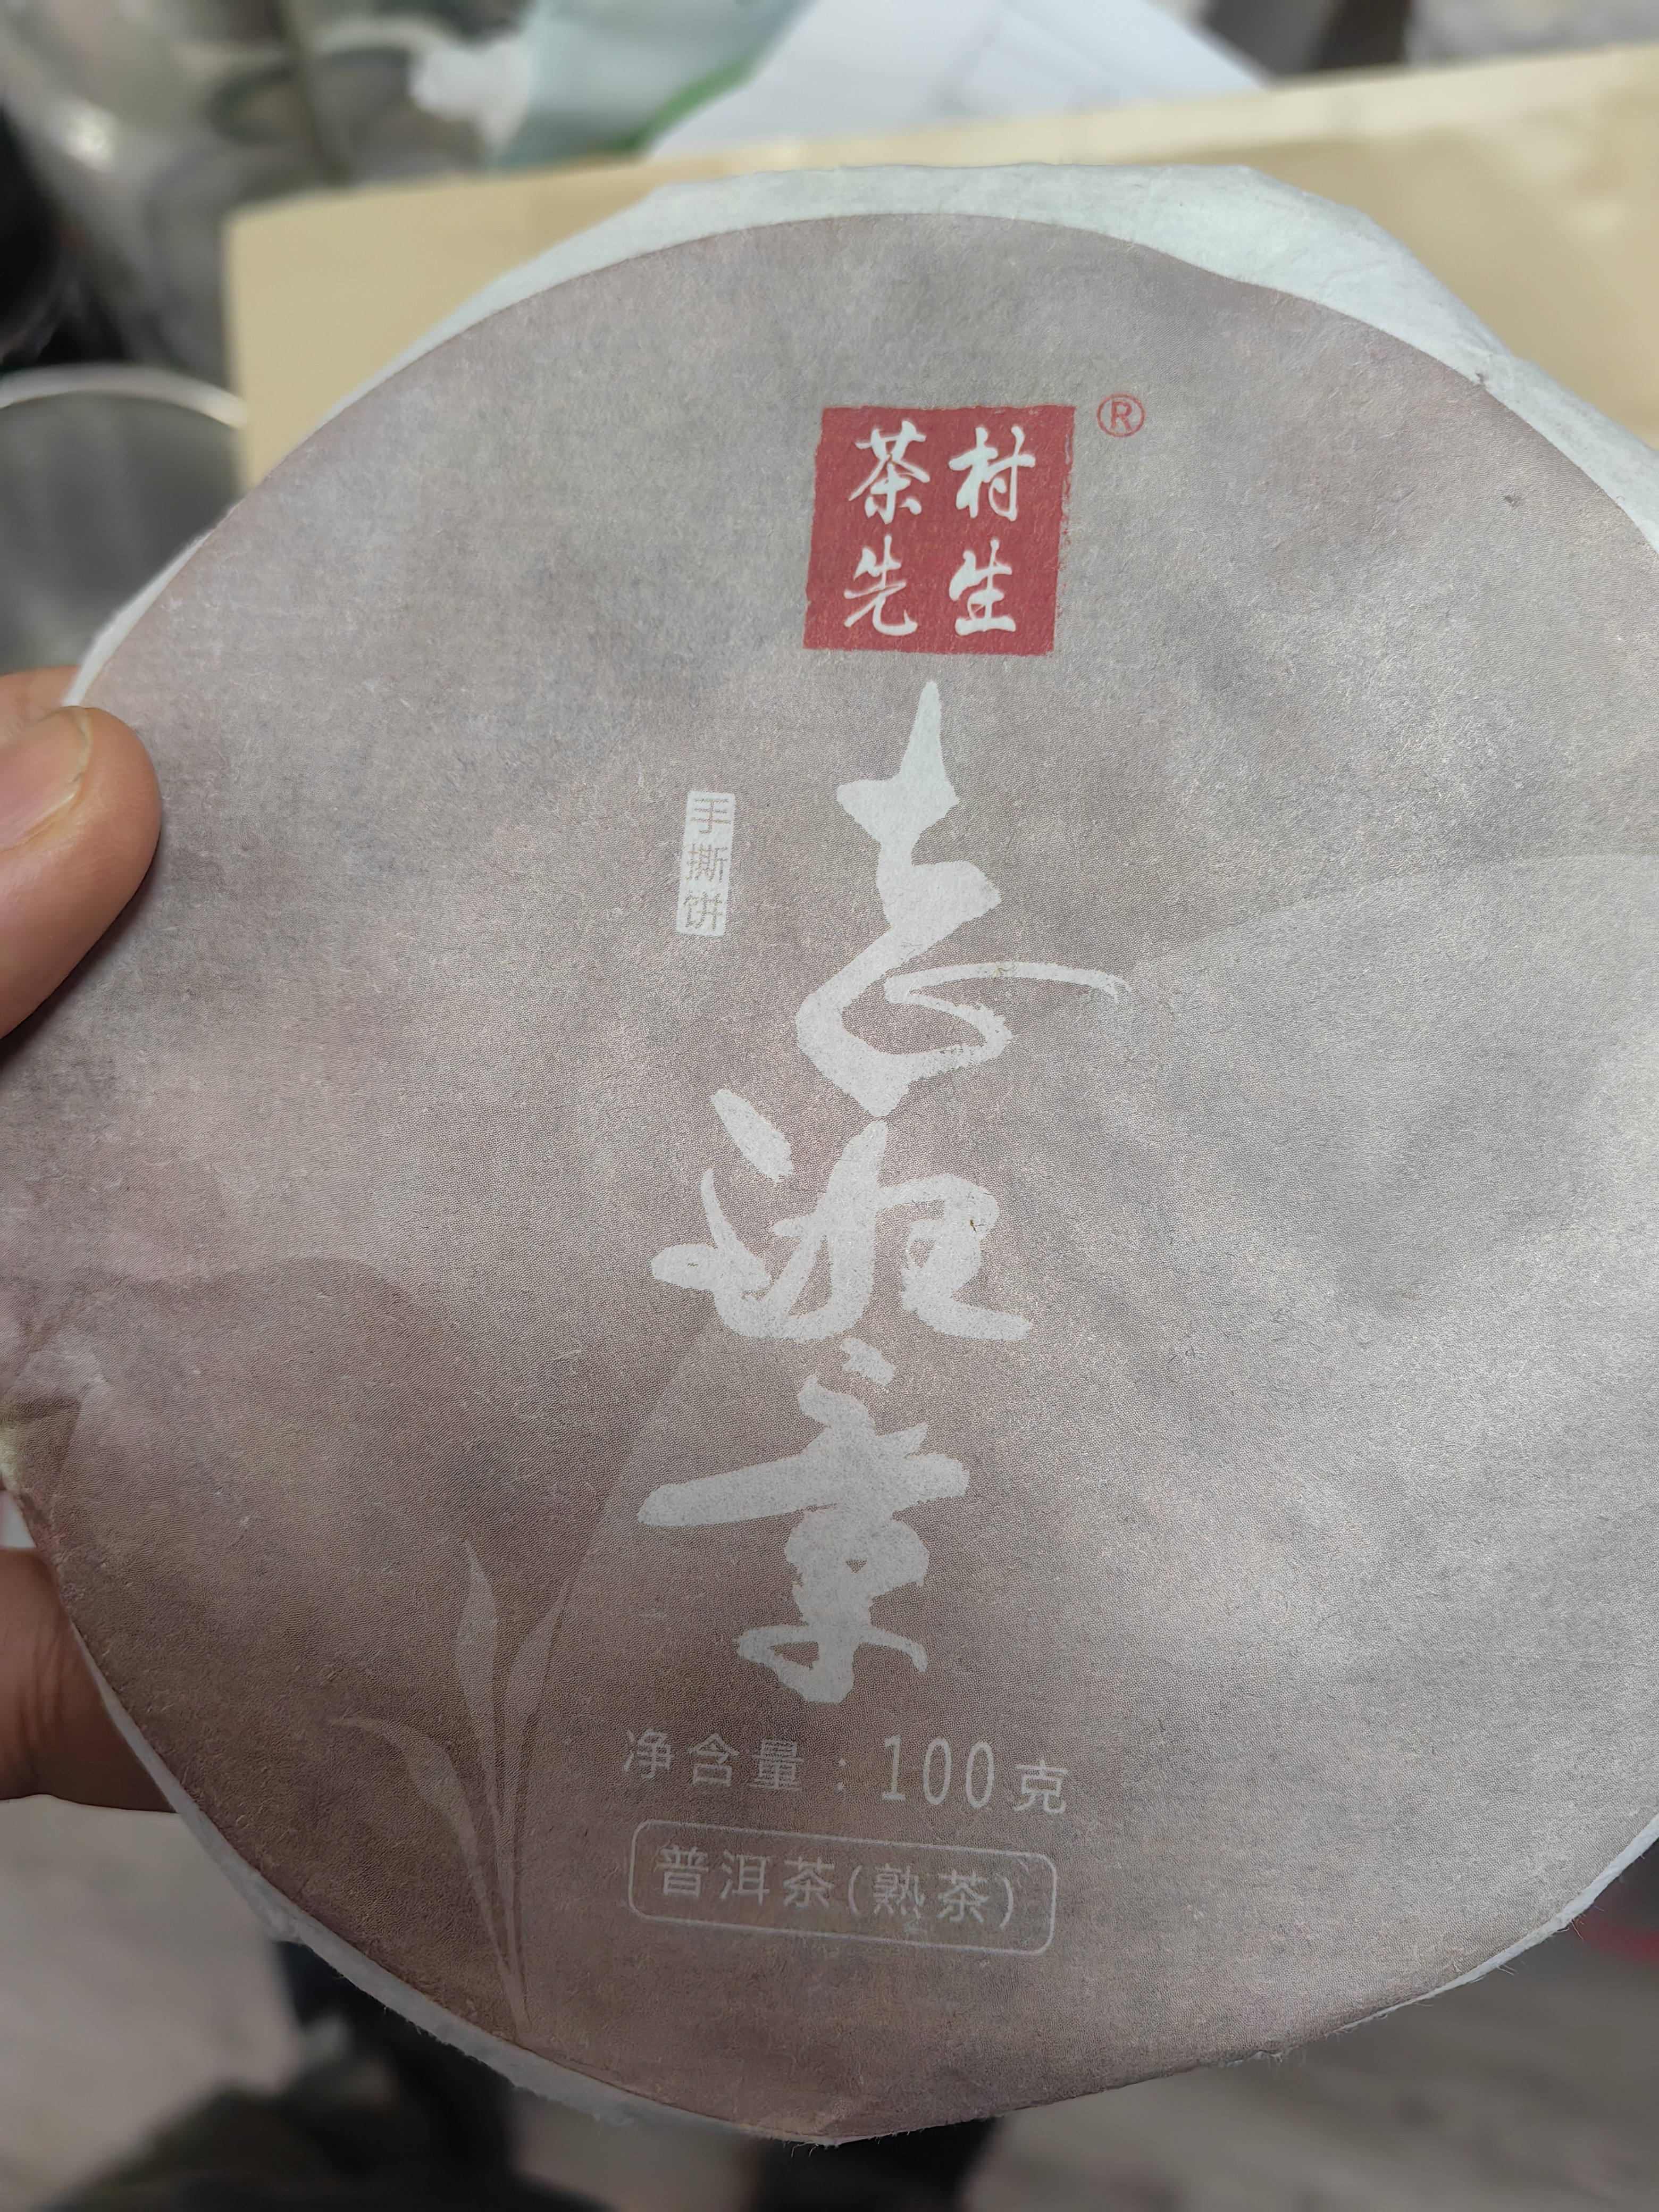 茶村
先生
®
手撕饼
老班章
净含量：100克
普洱茶(熟茶)